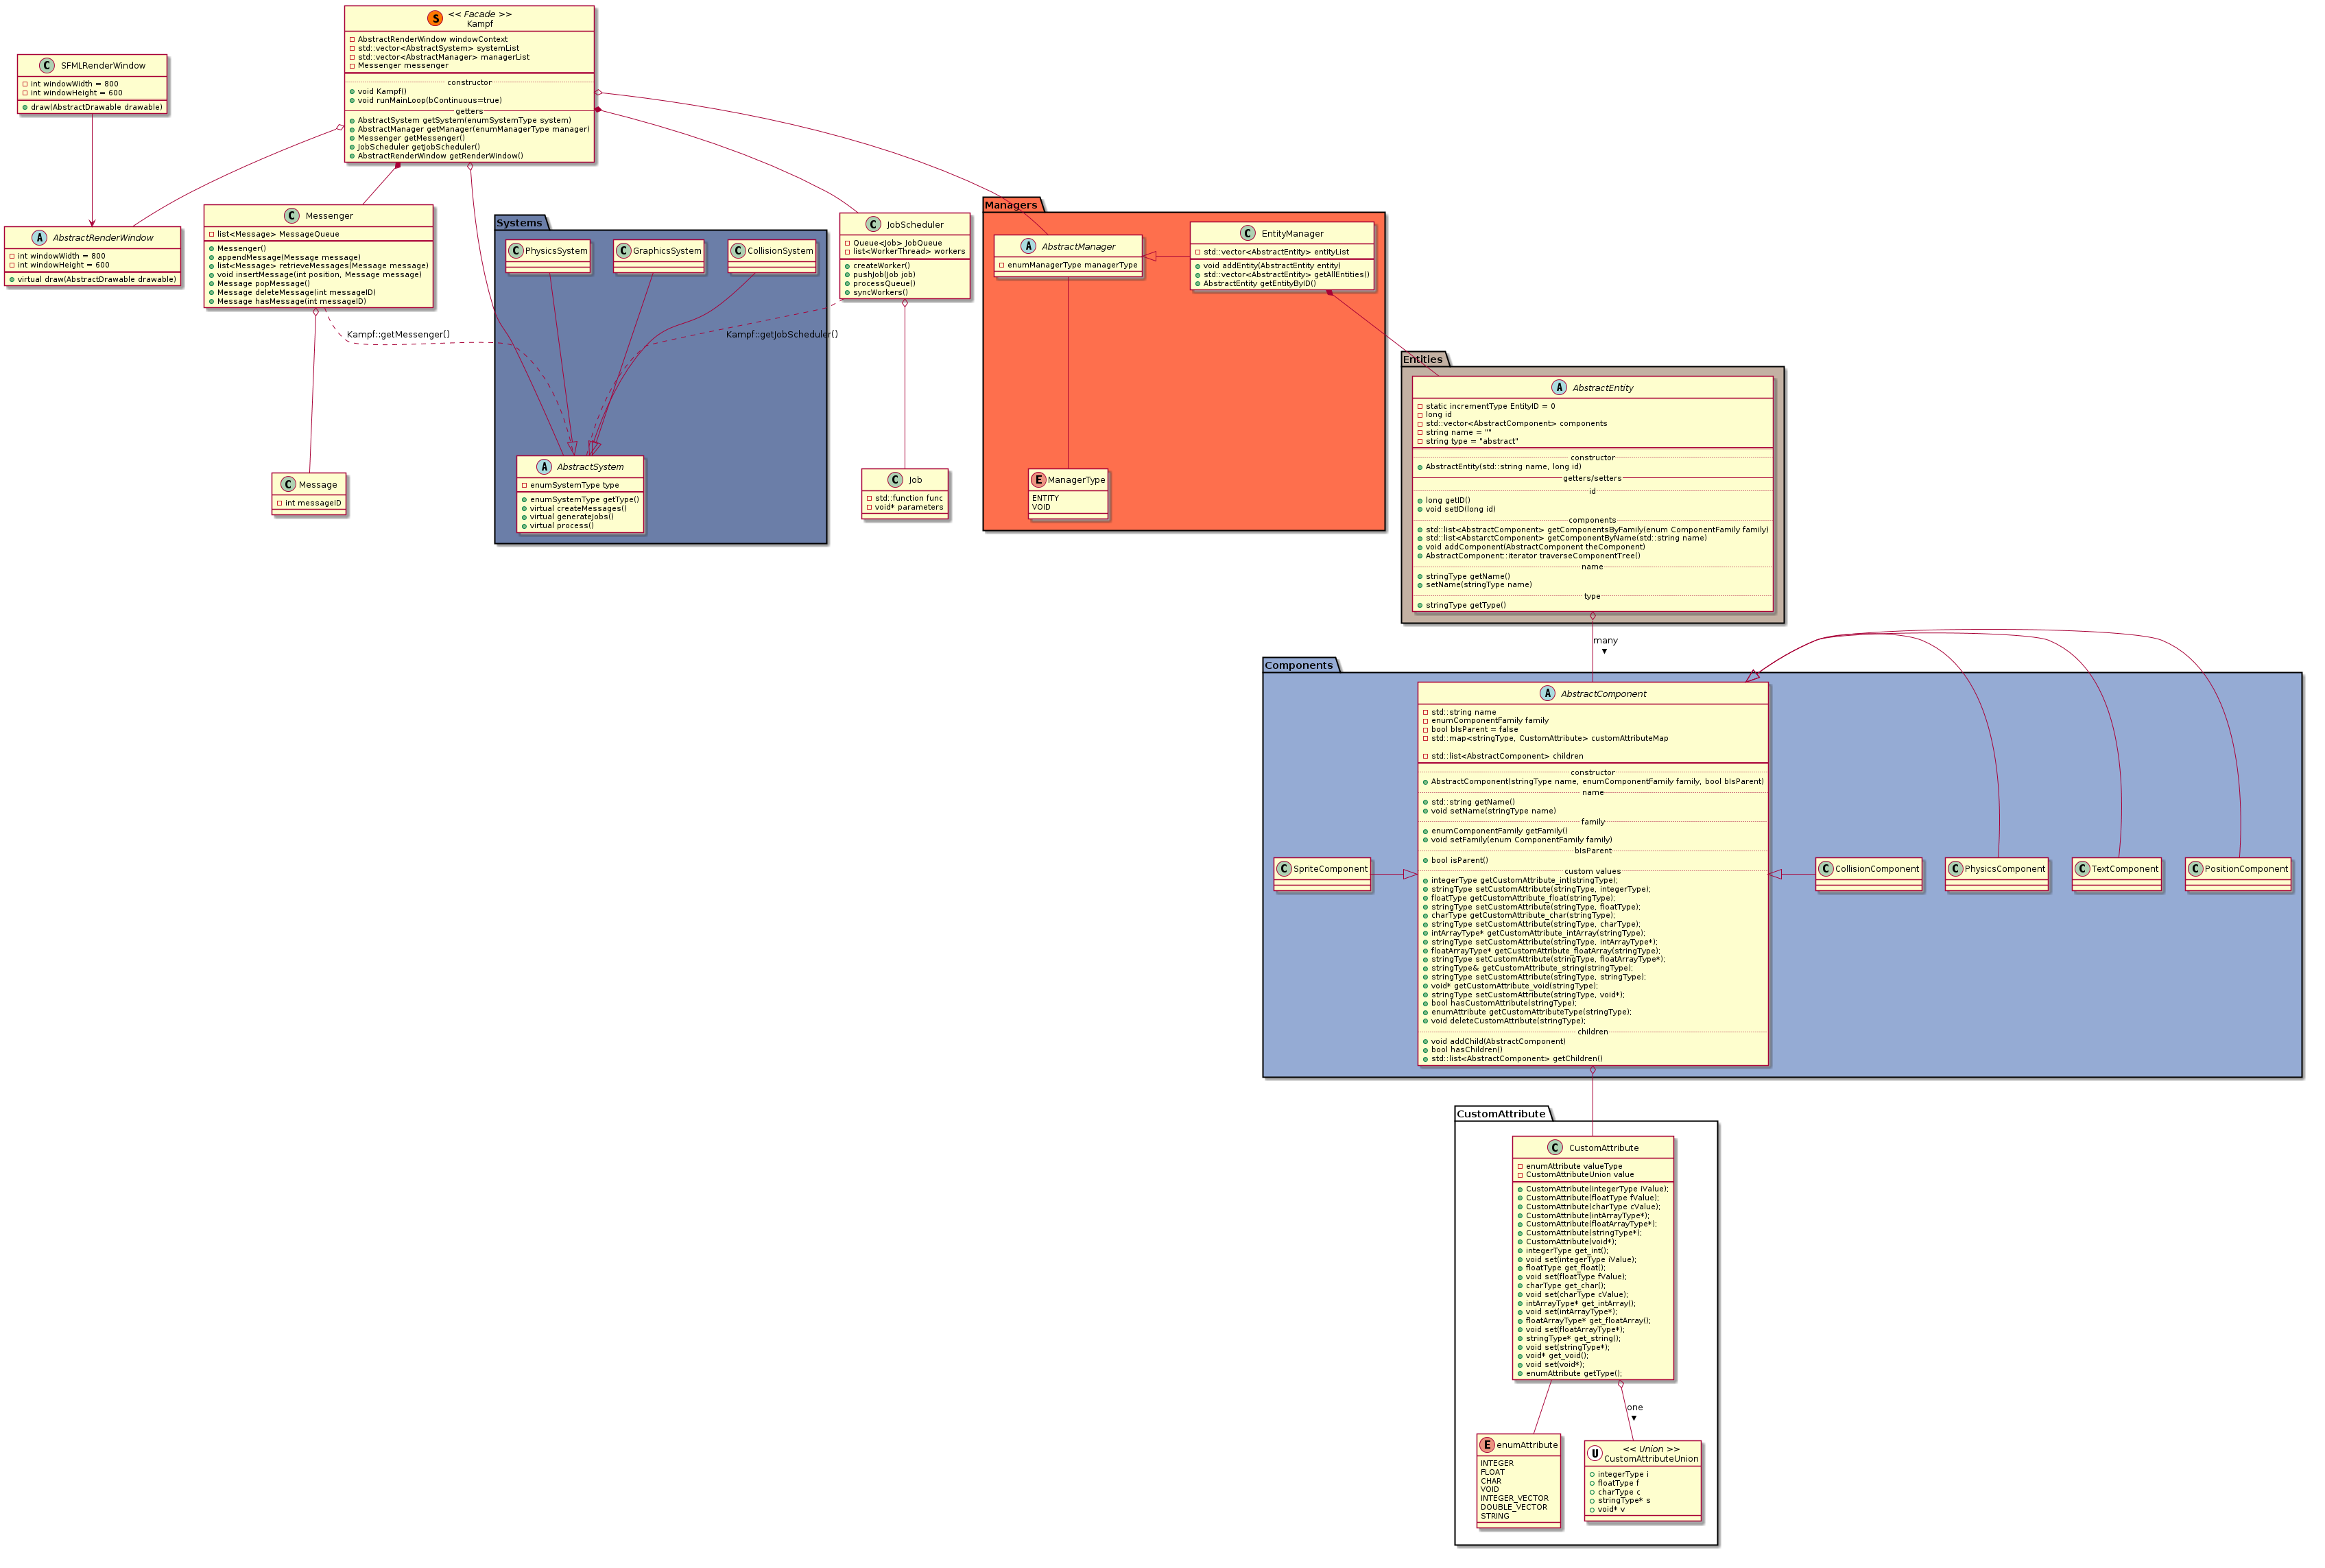 << Facade >>
Kampf
AbstractRenderWindow windowContext
std::vector<AbstractSystem> systemList
std::vector<AbstractManager> managerList
Messenger messenger
constructor
void Kampf()
void runMainLoop(bContinuous=true)
getters
AbstractSystem getSystem(enumSystemType system)
AbstractManager getManager(enumManagerType manager)
Messenger getMessenger()
JobScheduler getJobScheduler()
AbstractRenderWindow getRenderWindow()
SFMLRenderWindow
int windowWidth = 800
int windowHeight = 600
draw(AbstractDrawable drawable)
AbstractRenderWindow
int windowWidth = 800
int windowHeight = 600
virtual draw(AbstractDrawable drawable)
Messenger
list<Message> MessageQueue
Messenger()
appendMessage(Message message)
list<Message> retrieveMessages(Message message)
void insertMessage(int position, Message message)
Message popMessage()
Message deleteMessage(int messageID)
Message hasMessage(int messageID)
Kampf::getMessenger()
Message
int messageID
Systems
PhysicsSystem
GraphicsSystem
CollisionSystem
Kampf::getJobScheduler()
AbstractSystem
enumSystemType type
enumSystemType getType()
virtual createMessages()
virtual generateJobs()
virtual process()
JobScheduler
Queue<Job> JobQueue
list<WorkerThread> workers
createWorker()
pushJob(Job job)
processQueue()
syncWorkers()
Job
std::function func
void* parameters
Managers
AbstractManager
enumManagerType managerType
EntityManager
std::vector<AbstractEntity> entityList
void addEntity(AbstractEntity entity)
std::vector<AbstractEntity> getAllEntities()
AbstractEntity getEntityByID()
ManagerType
ENTITY
VOID
Entities
AbstractEntity
static incrementType EntityID = 0
long id
std::vector<AbstractComponent> components
string name = ""
string type = "abstract"
constructor
AbstractEntity(std::string name, long id)
getters/setters
id
long getID()
void setID(long id)
components
std::list<AbstractComponent> getComponentsByFamily(enum ComponentFamily family)
std::list<AbstarctComponent> getComponentByName(std::string name)
void addComponent(AbstractComponent theComponent)
AbstractComponent::iterator traverseComponentTree()
name
stringType getName()
setName(stringType name)
type
stringType getType()
many
Components
AbstractComponent
std::string name
enumComponentFamily family
bool bIsParent = false
std::map<stringType, CustomAttribute> customAttributeMap
std::list<AbstractComponent> children
constructor
AbstractComponent(stringType name, enumComponentFamily family, bool bIsParent)
name
std::string getName()
void setName(stringType name)
family
enumComponentFamily getFamily()
void setFamily(enum ComponentFamily family)
bIsParent
bool isParent()
custom values
integerType getCustomAttribute_int(stringType);
stringType setCustomAttribute(stringType, integerType);
floatType getCustomAttribute_float(stringType);
stringType setCustomAttribute(stringType, floatType);
charType getCustomAttribute_char(stringType);
stringType setCustomAttribute(stringType, charType);
intArrayType* getCustomAttribute_intArray(stringType);
stringType setCustomAttribute(stringType, intArrayType*);
floatArrayType* getCustomAttribute_floatArray(stringType);
stringType setCustomAttribute(stringType, floatArrayType*);
stringType& getCustomAttribute_string(stringType);
stringType setCustomAttribute(stringType, stringType);
void* getCustomAttribute_void(stringType);
stringType setCustomAttribute(stringType, void*);
bool hasCustomAttribute(stringType);
enumAttribute getCustomAttributeType(stringType);
void deleteCustomAttribute(stringType);
children
void addChild(AbstractComponent)
bool hasChildren()
std::list<AbstractComponent> getChildren()
SpriteComponent
CollisionComponent
PhysicsComponent
TextComponent
PositionComponent
CustomAttribute
CustomAttribute
enumAttribute valueType
CustomAttributeUnion value
CustomAttribute(integerType iValue);
CustomAttribute(floatType fValue);
CustomAttribute(charType cValue);
CustomAttribute(intArrayType*);
CustomAttribute(floatArrayType*);
CustomAttribute(stringType*);
CustomAttribute(void*);
integerType get_int();
void set(integerType iValue);
floatType get_float();
void set(floatType fValue);
charType get_char();
void set(charType cValue);
intArrayType* get_intArray();
void set(intArrayType*);
floatArrayType* get_floatArray();
void set(floatArrayType*);
stringType* get_string();
void set(stringType*);
void* get_void();
void set(void*);
enumAttribute getType();
one
enumAttribute
INTEGER
FLOAT
CHAR
VOID
INTEGER_VECTOR
DOUBLE_VECTOR
STRING
<< Union >>
CustomAttributeUnion
integerType i
floatType f
charType c
stringType* s
void* v